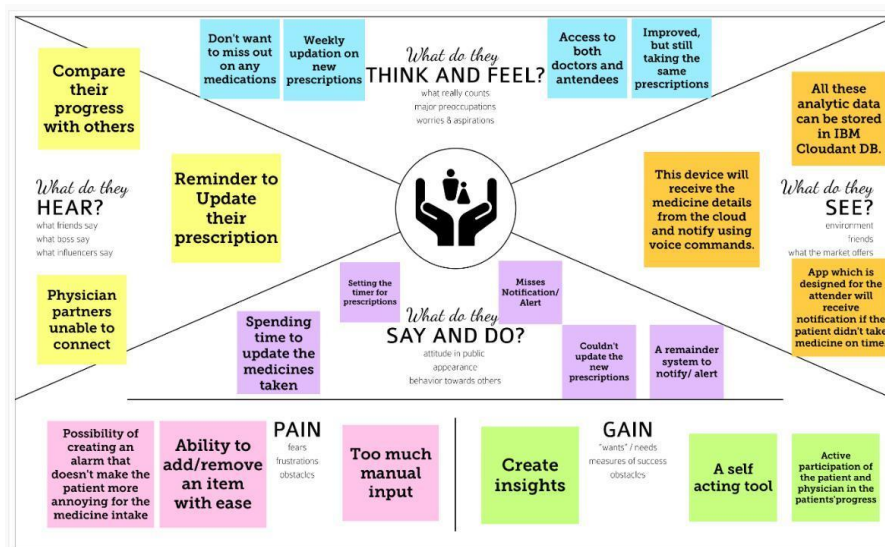 Don't want
to miss out
on any
medications
Weekly
updation on
new
prescriptions
What do they
THINK AND FEEL?
what really counts
major preoccupations
worries & aspirations
Access to
both
doctors and
antendees
Improved,
but still
taking the
same
prescriptions
Compare
their
progress
with others
What do they
HEAR?
what friends say
what boss say
what influencers say
Reminder to
Update
their
prescription
Physician
partners
unable to
connect
All these
analytic data
can be stored
in IBM
Cloudant DB.
This device will
receive the
medicine details
from the cloud
and notify using
voice commands.
What do they
SEE?
environment
friends
what the market offers
App which is
designed for the
attender will
receive
notification if the
patient didn't take
medicine on time.
Setting the
timer for
prescriptions
Spending
time to
update the
medicines
taken
What do they
SAY AND DO?
attitude in public
appearance
behavior towards others
Misses
Notification/
Alert
Couldn't
update the
new
prescriptions
A remainder
system to
notify/ alert
Possibility of
creating an
alarm that
doesn't make the
patient more
annoying for the
medicine intake
Ability to
add/remove
an item
with ease
PAIN
fears
frustrations
obstacles
Too much
manual
input
Create
insights
GAIN
"wants" / needs
measures of success
obstacles
A self
acting tool
Active
participation of
the patient and
physician in the
patients'progress